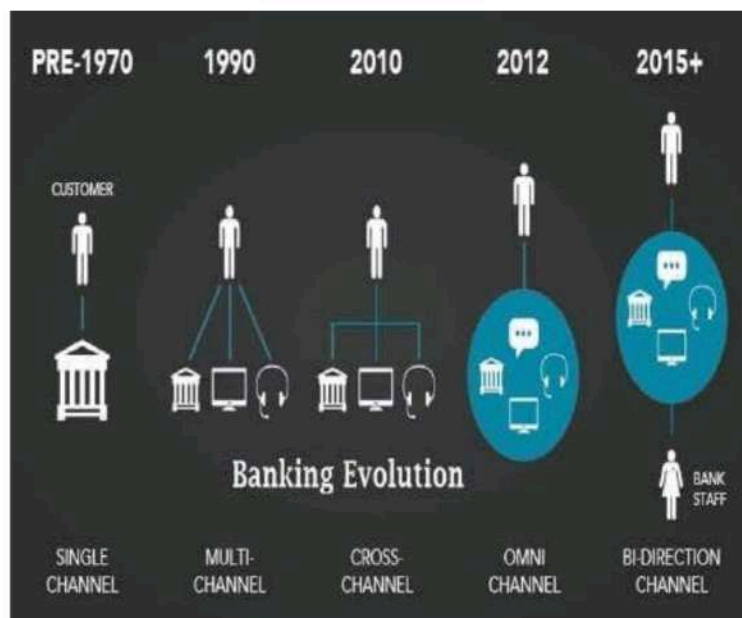 PRE-1970
1990
2010
2012
2015+
CUSTOMER
Banking Evolution
BANK
STAFF
SINGLE
CHANNEL
MULTI-
CHANNEL
CROSS-
CHANNEL
OMNI
CHANNEL
BI-DIRECTION
CHANNEL